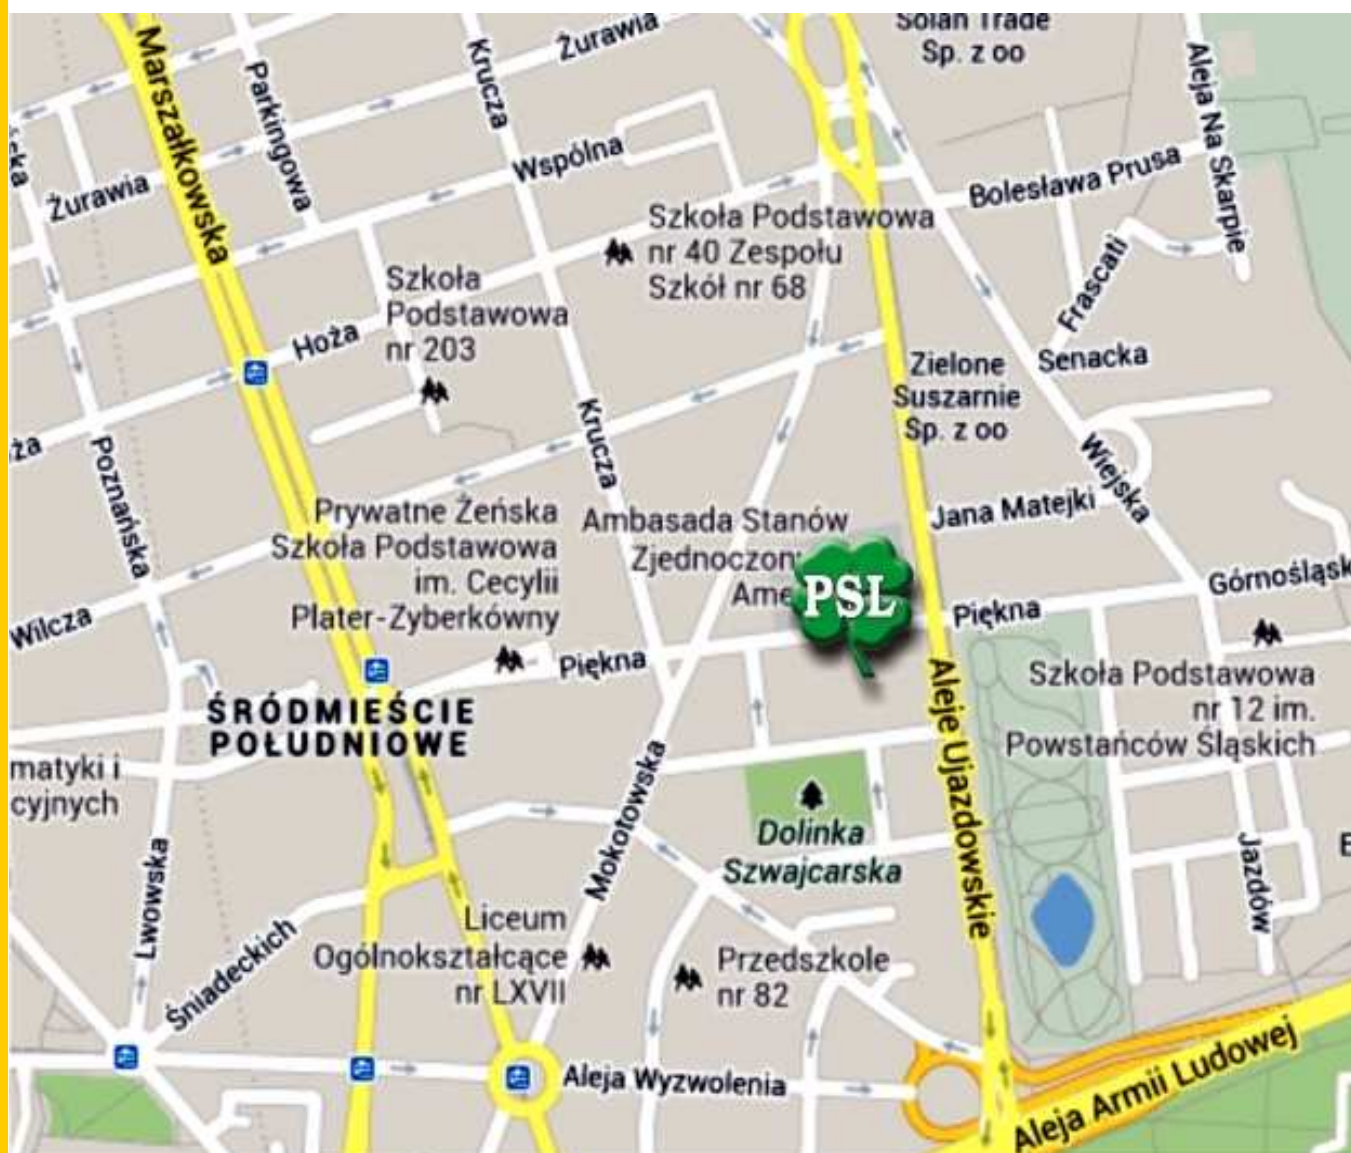 Solan Trade
Sp. z oo
Marszałkowska
Parkingowa
Krucza
Żurawia
Aleja Na Skarpie
Żurawia
Wspólna
Bolesława Prusa
Szkoła Podstawowa
nr 40 Zespołu
Szkół nr 68
Szkoła
Podstawowa
nr 203
Frascati
Hoża
Senacka
Zielone
Suszarnie
Sp. z oo
Krucza
Poznańska
Wiejska
Jana Matejki
Prywatne Żeńska
Szkoła Podstawowa
im. Cecylii
Plater-Zyberkówny
Ambasada Stanów
Zjednoczon
Ame
PSL
Górnośląsk
Piękna
Wilcza
Piękna
Aleje Ujazdowskie
Szkoła Podstawowa
nr 12 im.
Powstańców Śląskich
ŚRÓDMIEŚCIE
POŁUDNIOWE
matyki i
cyjnych
Mokotowska
Dolinka
Szwajcarska
Jazdów
Lwowska
Śniadeckich
Liceum
Ogólnokształcące
nr LXVII
Przedszkole
nr 82
Aleja Wyzwolenia
Aleja Armii Ludowej